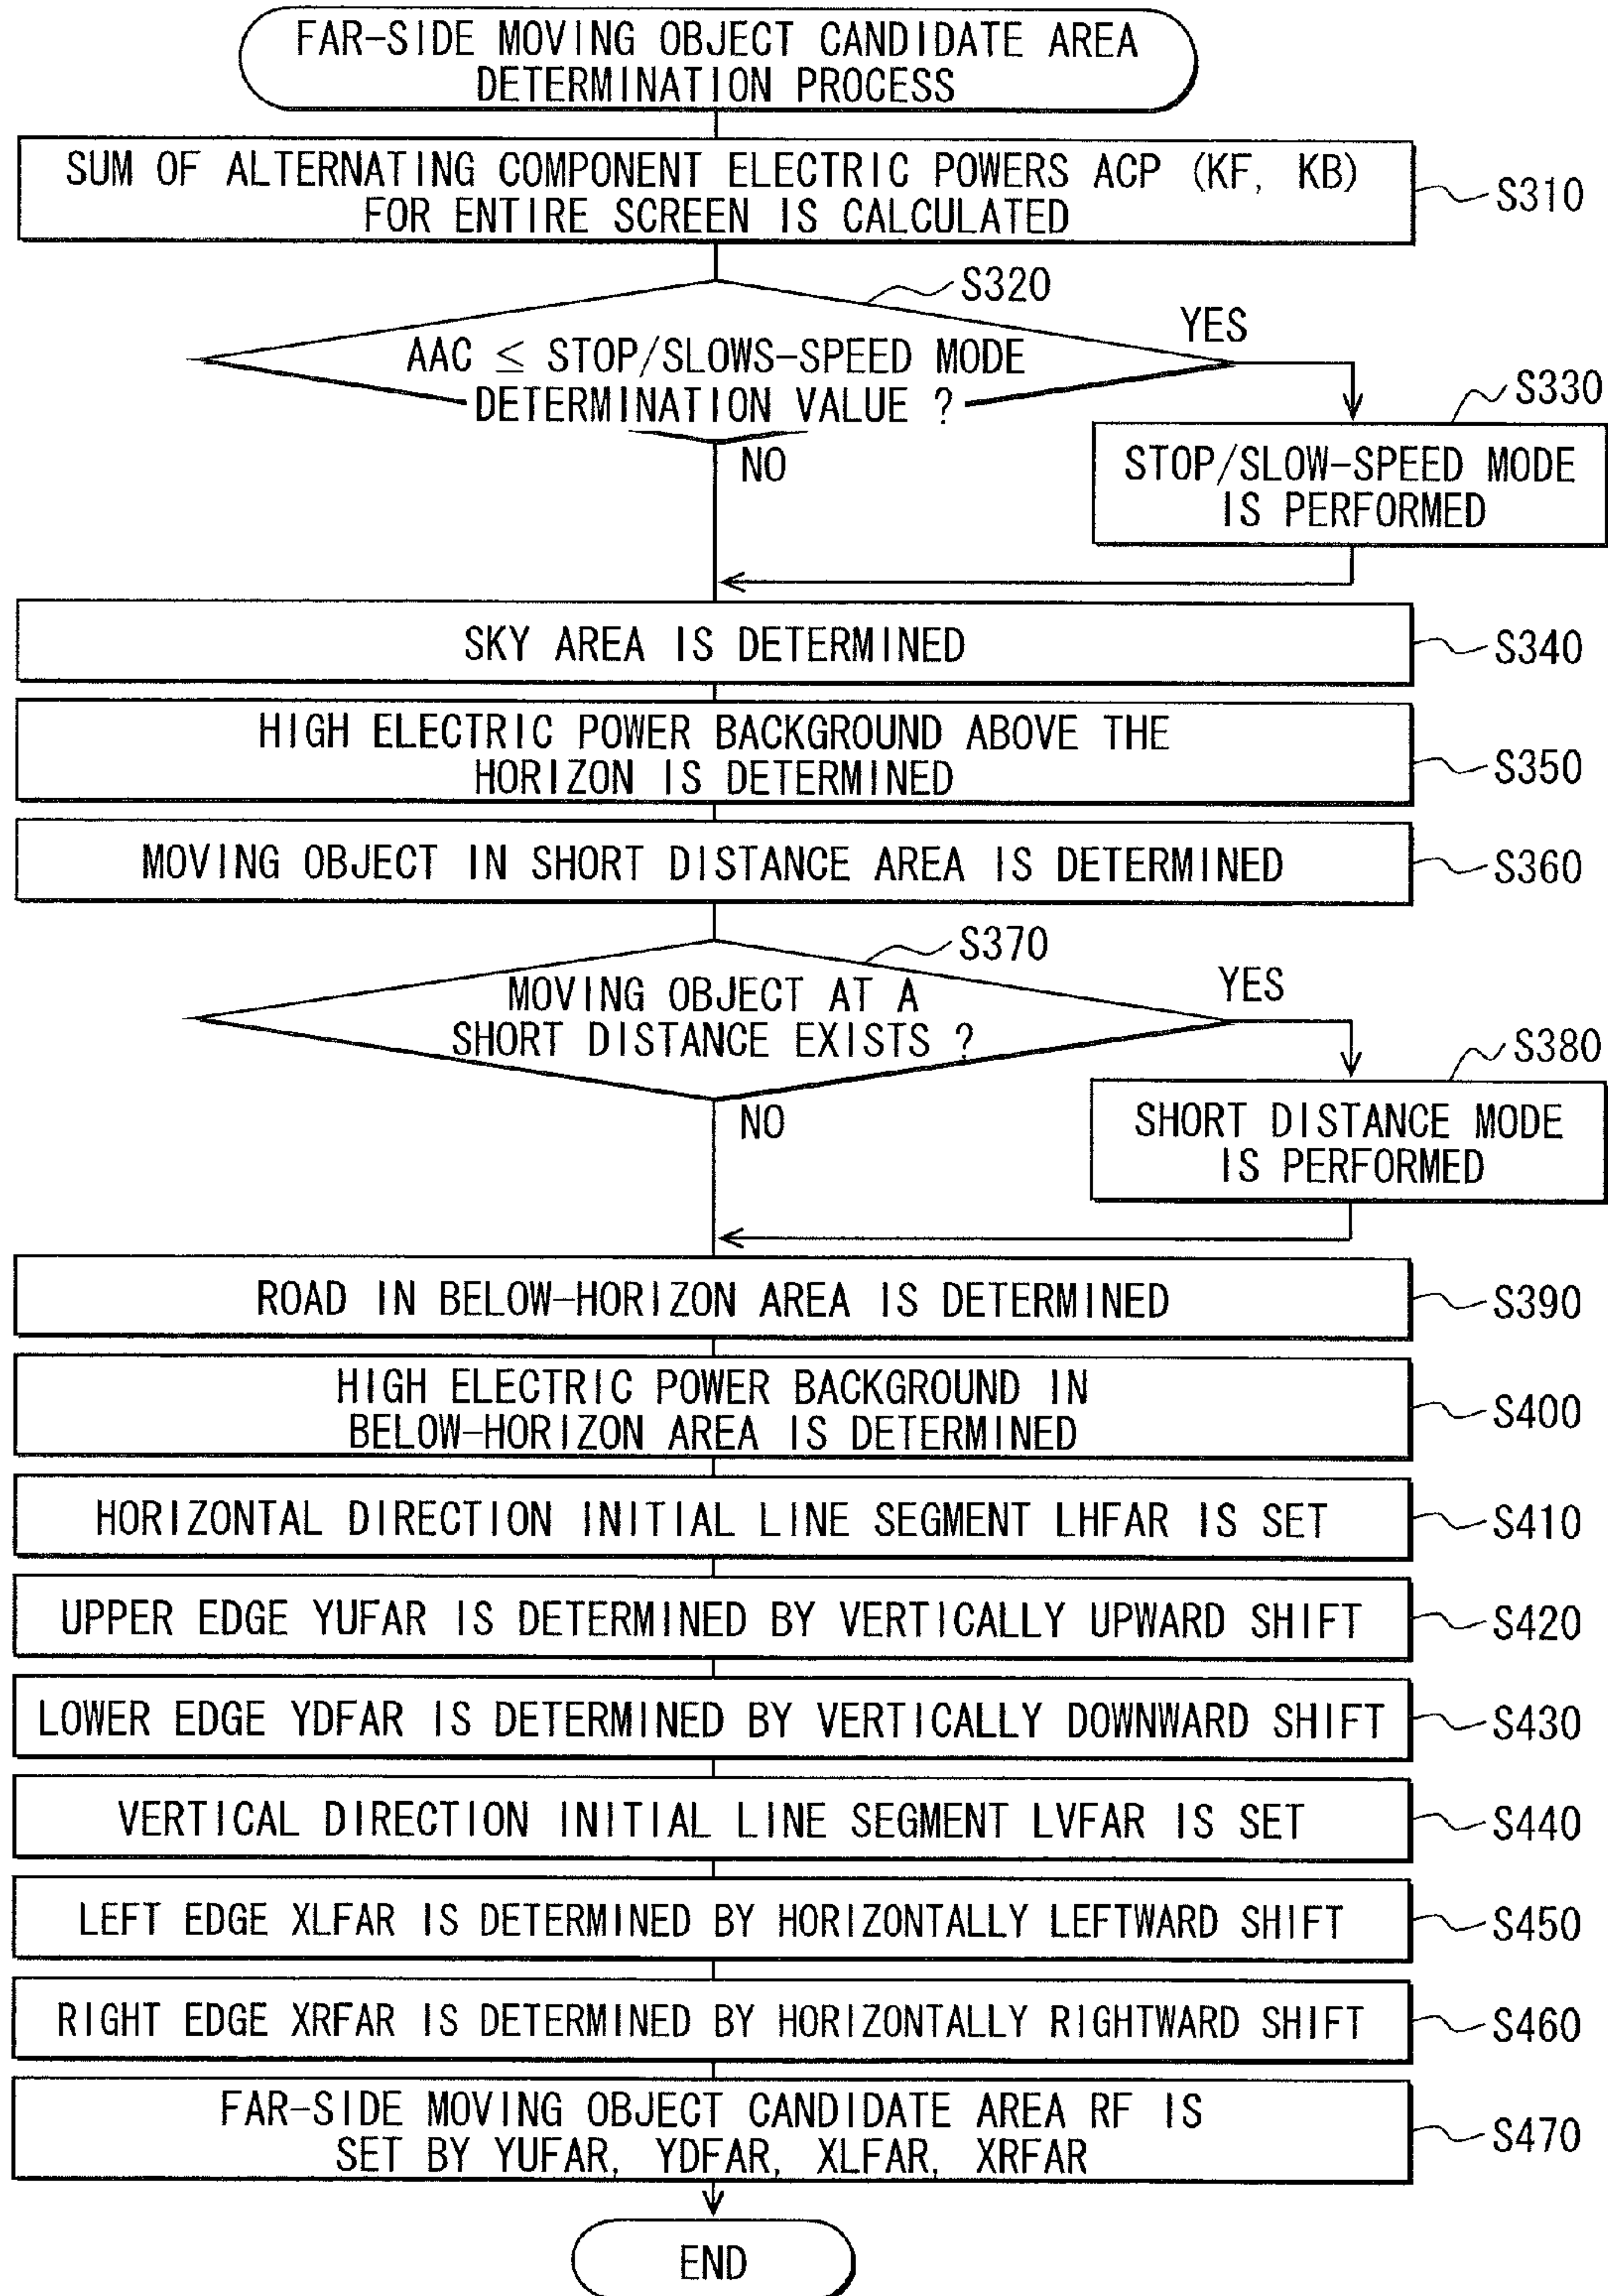 FAR-SIDE MOVING OBJECT CANDIDATE AREA
DETERMINATION PROCESS
SUM OF ALTERNATING COMPONENT ELECTRIC POWERS ACP (KF, KB)
FOR ENTIRE SCREEN IS CALCULATED
S310
S320
AAC ≤ STOP/SLOWS-SPEED MODE
DETERMINATION VALUE ?
YES
NO
S330
STOP/SLOW-SPEED MODE
IS PERFORMED
SKY AREA IS DETERMINED
S340
HIGH ELECTRIC POWER BACKGROUND ABOVE THE
HORIZON IS DETERMINED
S350
MOVING OBJECT IN SHORT DISTANCE AREA IS DETERMINED
S360
S370
MOVING OBJECT AT A
SHORT DISTANCE EXISTS ?
YES
NO
S380
SHORT DISTANCE MODE
IS PERFORMED
ROAD IN BELOW-HORIZON AREA IS DETERMINED
S390
HIGH ELECTRIC POWER BACKGROUND IN
BELOW-HORIZON AREA IS DETERMINED
S400
HORIZONTAL DIRECTION INITIAL LINE SEGMENT LHFAR IS SET
S410
UPPER EDGE YUFAR IS DETERMINED BY VERTICALLY UPWARD SHIFT
S420
LOWER EDGE YDFAR IS DETERMINED BY VERTICALLY DOWNWARD SHIFT
S430
VERTICAL DIRECTION INITIAL LINE SEGMENT LVFAR IS SET
S440
LEFT EDGE XLFAR IS DETERMINED BY HORIZONTALLY LEFTWARD SHIFT
S450
RIGHT EDGE XRFAR IS DETERMINED BY HORIZONTALLY RIGHTWARD SHIFT
S460
FAR-SIDE MOVING OBJECT CANDIDATE AREA RF IS
SET BY YUFAR, YDFAR, XLFAR, XRFAR
S470
END